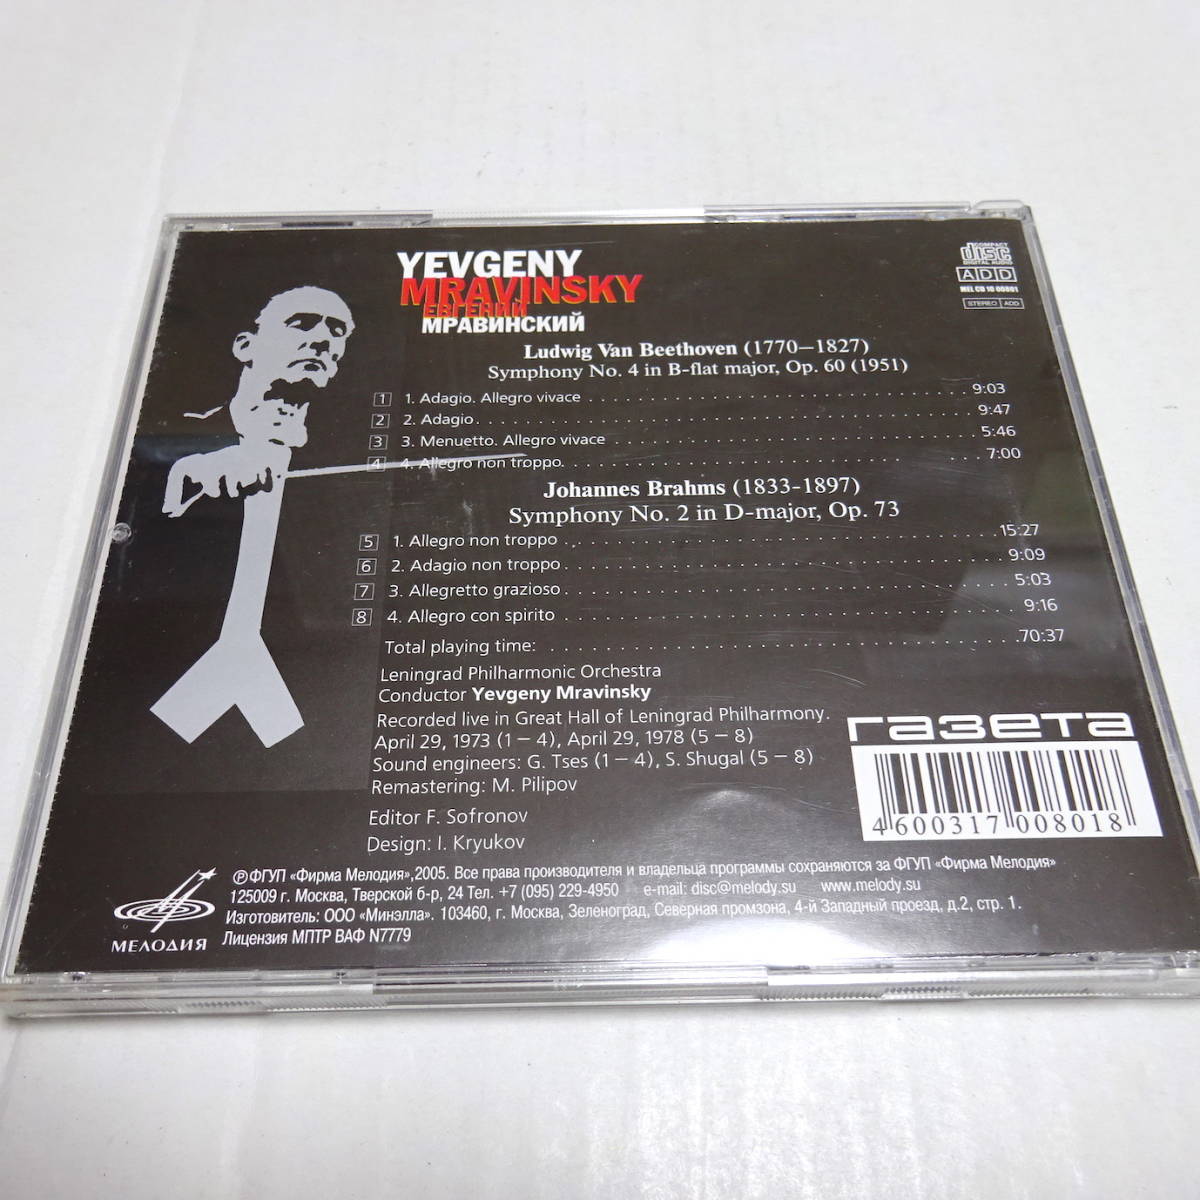 YEVGENY
MRAVINSKY
ЕВГЕНИЙ
МРАВИНСКИЙ
COMPACT
disc
DIGITAL AUDIO
ADD
MEL CD 10 00801
STEREO ADD
Ludwig Van Beethoven (1770—1827)
Symphony No. 4 in B-flat major, Op. 60 (1951)
1 1. Adagio. Allegro vivace 9:03
2 2. Adagio 9:47
3 3. Menuetto. Allegro vivace 5:46
4 4. Allegro non troppo 7:00
Johannes Brahms (1833-1897)
Symphony No. 2 in D-major, Op. 73
5 1. Allegro non troppo 15:27
6 2. Adagio non troppo 9:09
7 3. Allegretto grazioso 5:03
8 4. Allegro con spirito 9:16
Total playing time: 70:37
Leningrad Philharmonic Orchestra
Conductor Yevgeny Mravinsky
Recorded live in Great Hall of Leningrad Philharmony.
April 29, 1973 (1 – 4), April 29, 1978 (5 – 8)
Sound engineers: G. Tses (1 – 4), S. Shugal (5 – 8)
Remastering: M. Pilipov
Editor F. Sofronov
Design: I. Kryukov
газета
4 600317 008018
МЕЛОДИЯ
℗ФГУП «Фирма Мелодия»,2005. Все права производителя и владельца программы сохраняются за ФГУП «Фирма Мелодия»
125009 г. Москва, Тверской б-р, 24 Тел. +7 (095) 229-4950 e-mail: disc@melody.su www.melody.su
Изготовитель: ООО «Минэлла». 103460, г. Москва, Зеленоград, Северная промзона, 4-й Западный проезд, д.2, стр. 1.
Лицензия МПТР ВАФ N7779